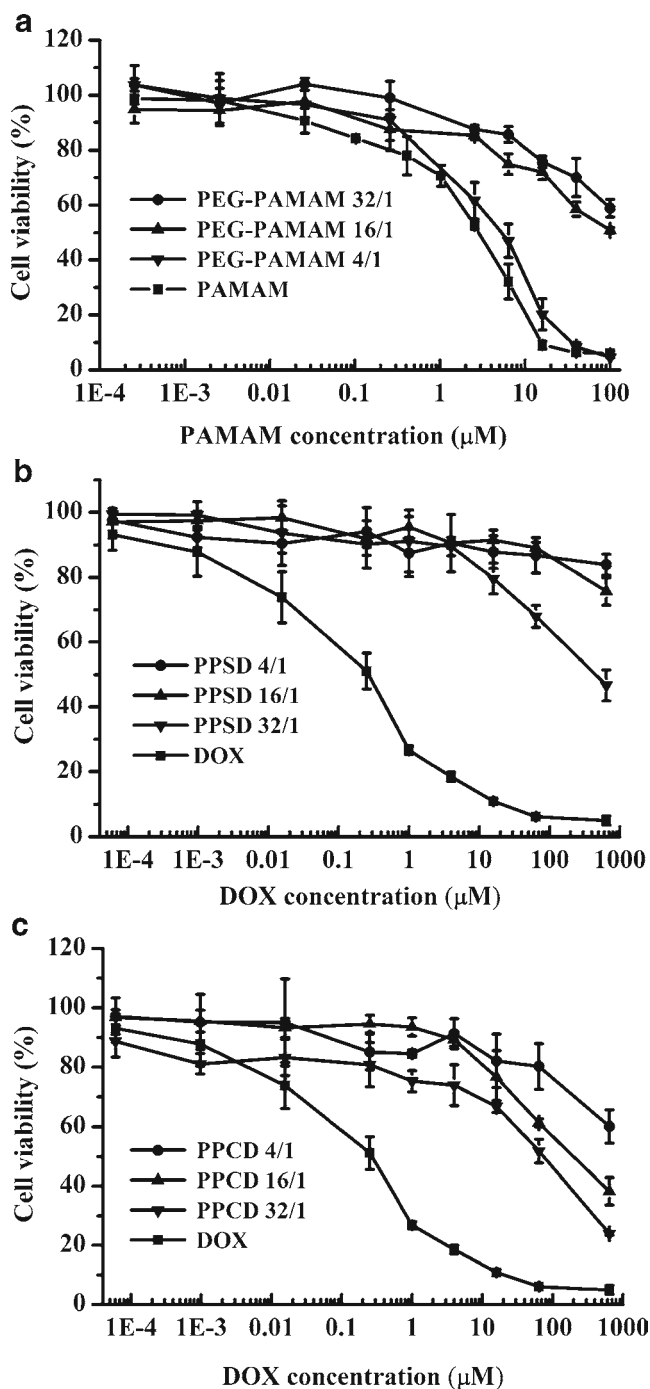 a
120
100
80
60
40
20
0
Cell viability (%)
PEG-PAMAM 32/1
PEG-PAMAM 16/1
PEG-PAMAM 4/1
PAMAM
1E-4 1E-3 0.01 0.1 1 10 100
PAMAM concentration (μM)
b
120
100
80
60
40
20
0
Cell viability (%)
PPSD 4/1
PPSD 16/1
PPSD 32/1
DOX
1E-4 1E-3 0.01 0.1 1 10 100 1000
DOX concentration (μM)
c
120
100
80
60
40
20
0
Cell viability (%)
PPCD 4/1
PPCD 16/1
PPCD 32/1
DOX
1E-4 1E-3 0.01 0.1 1 10 100 1000
DOX concentration (μM)